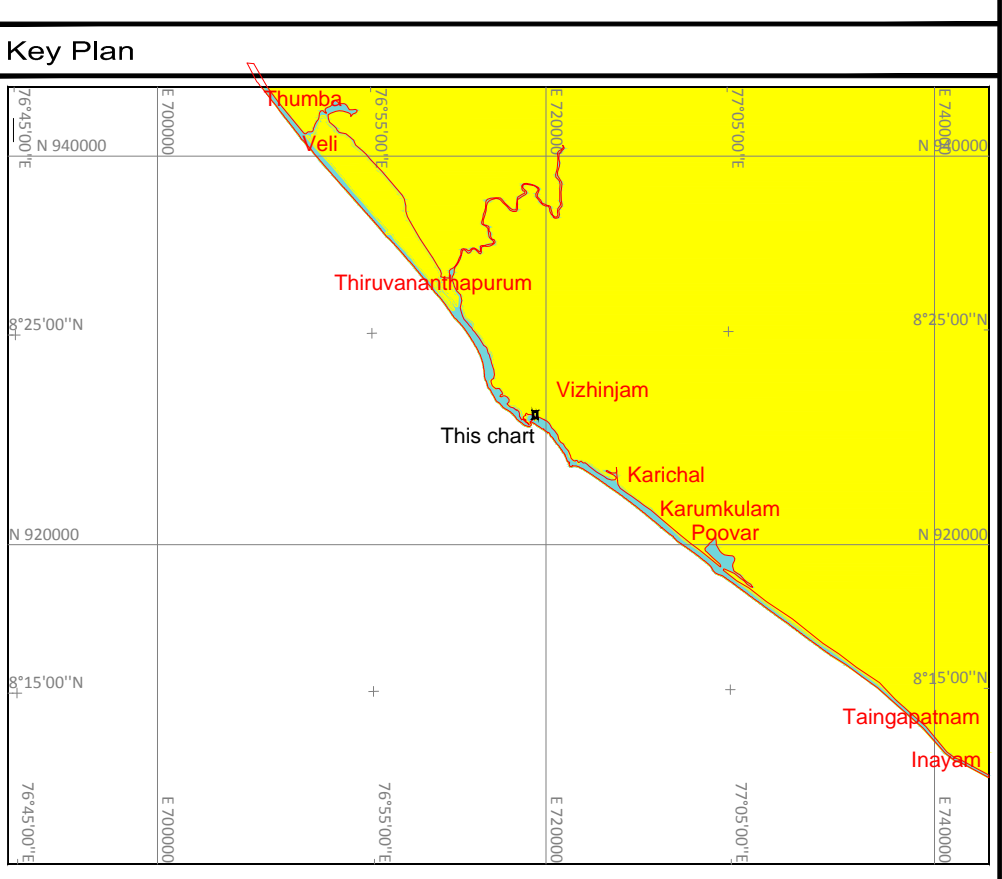 Key Plan
76°45'00''E
E 700000
76°55'00''E
E 720000
77°05'00''E
E 740000
Thumba
Veli
N 940000
N 940000
Thiruvananthapurum
8°25'00''N
8°25'00''N
Vizhinjam
This chart
Karichal
Karumkulam
Poovar
N 920000
N 920000
8°15'00''N
8°15'00''N
Taingapatnam
Inayam
76°45'00''E
E 700000
76°55'00''E
E 720000
77°05'00''E
E 740000